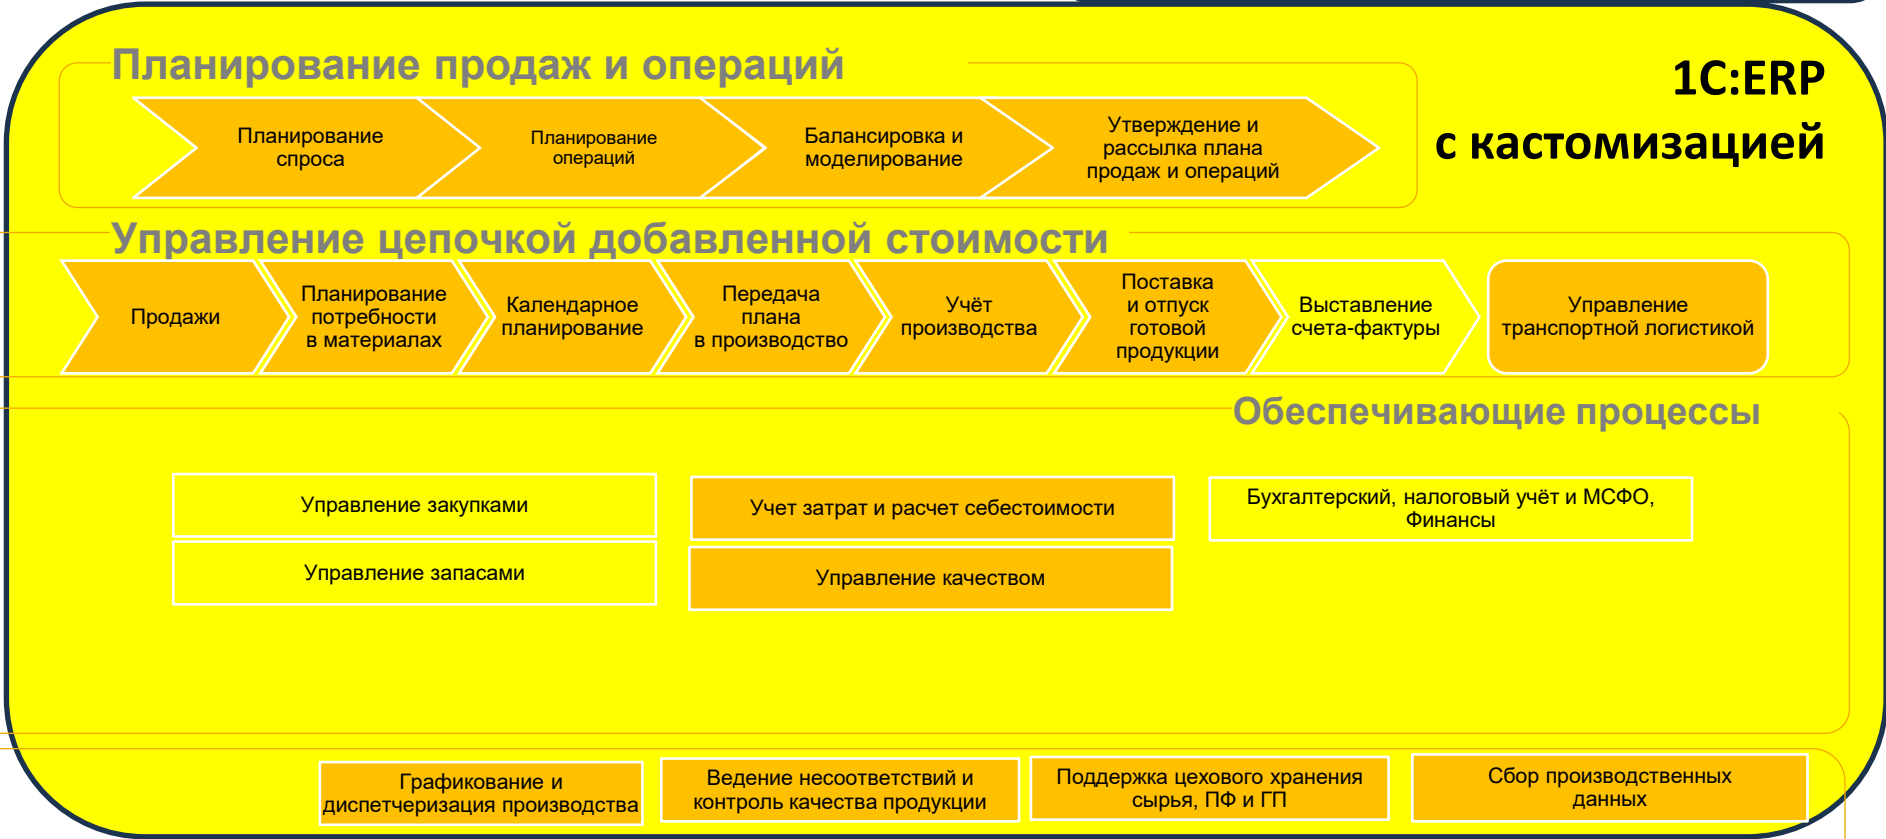 Планирование продаж и операций
1С:ERP
с кастомизацией
Планирование
спроса
Планирование
операций
Балансировка и
моделирование
Утверждение и
рассылка плана
продаж и операций
Управление цепочкой добавленной стоимости
Продажи
Планирование
потребности
в материалах
Календарное
планирование
Передача
плана
в производство
Учёт
производства
Поставка
и отпуск
готовой
продукции
Выставление
счета-фактуры
Управление
транспортной логистикой
Обеспечивающие процессы
Управление закупками
Учет затрат и расчет себестоимости
Бухгалтерский, налоговый учёт и МСФО,
Финансы
Управление запасами
Управление качеством
Графикование и
диспетчеризация производства
Ведение несоответствий и
контроль качества продукции
Поддержка цехового хранения
сырья, ПФ и ГП
Сбор производственных
данных